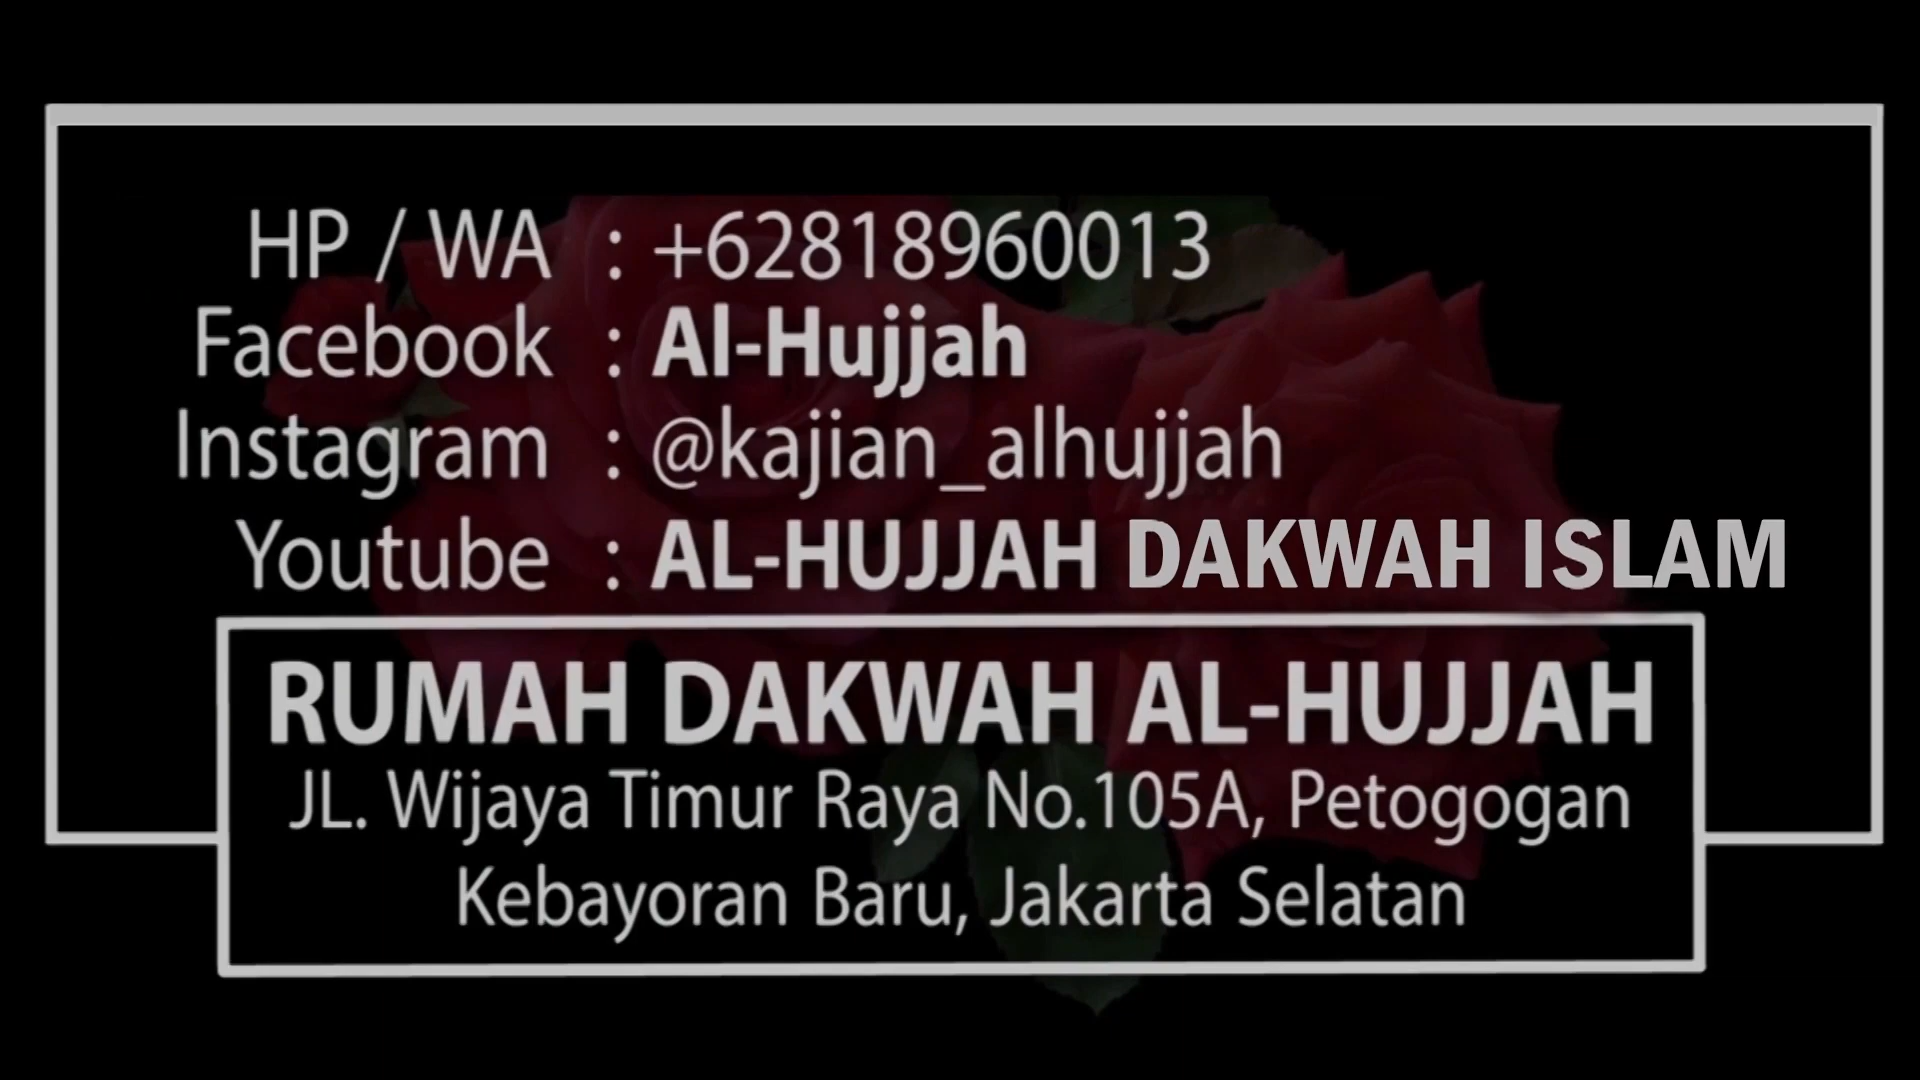 HP / WA : +62818960013
Facebook : Al-Hujjah
Instagram : @kajian_alhujjah
Youtube : AL-HUJJAH DAKWAH ISLAM
RUMAH DAKWAH AL-HUJJAH
JL. Wijaya Timur Raya No.105A, Petogogan
Kebayoran Baru, Jakarta Selatan